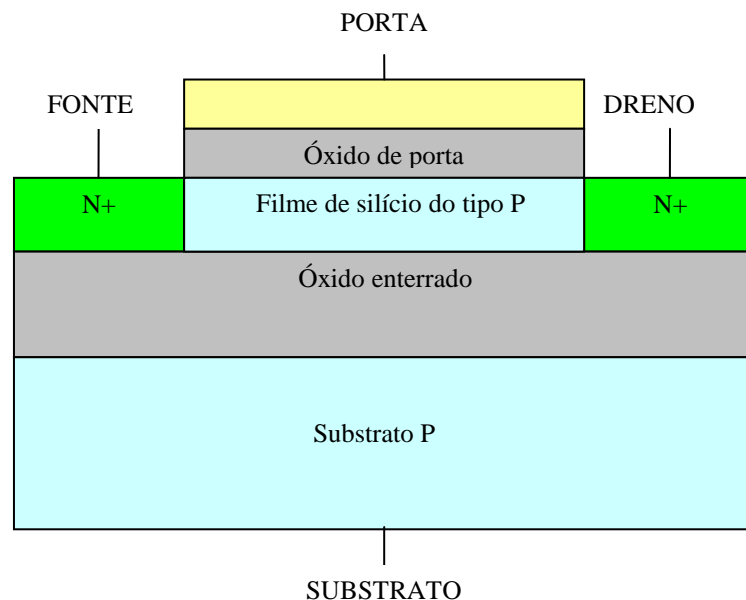 PORTA
FONTE
DRENO
Óxido de porta
N+
Filme de silício do tipo P
N+
Óxido enterrado
Substrato P
SUBSTRATO